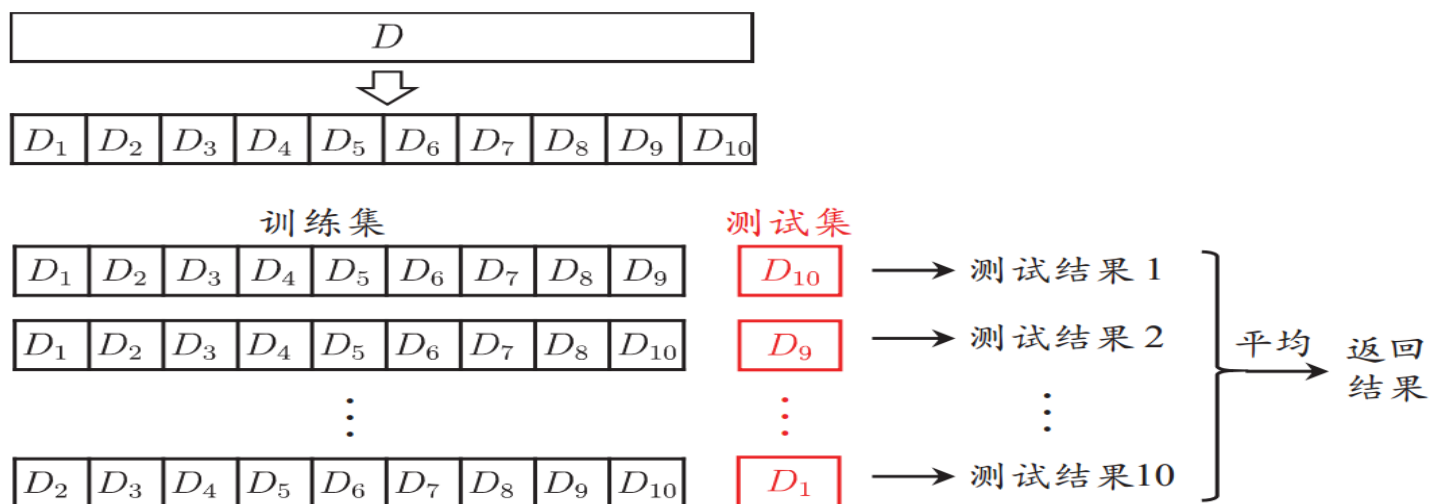 D
D₁ D₂ D₃ D₄ D₅ D₆ D₇ D₈ D₉ D₁₀
训练集 测试集
D₁ D₂ D₃ D₄ D₅ D₆ D₇ D₈ D₉ D₁₀ 测试结果 1
D₁ D₂ D₃ D₄ D₅ D₆ D₇ D₈ D₁₀ D₉ 测试结果 2
平均 返回
结果
⋮ ⋮ ⋮
D₂ D₃ D₄ D₅ D₆ D₇ D₈ D₉ D₁₀ D₁ 测试结果10